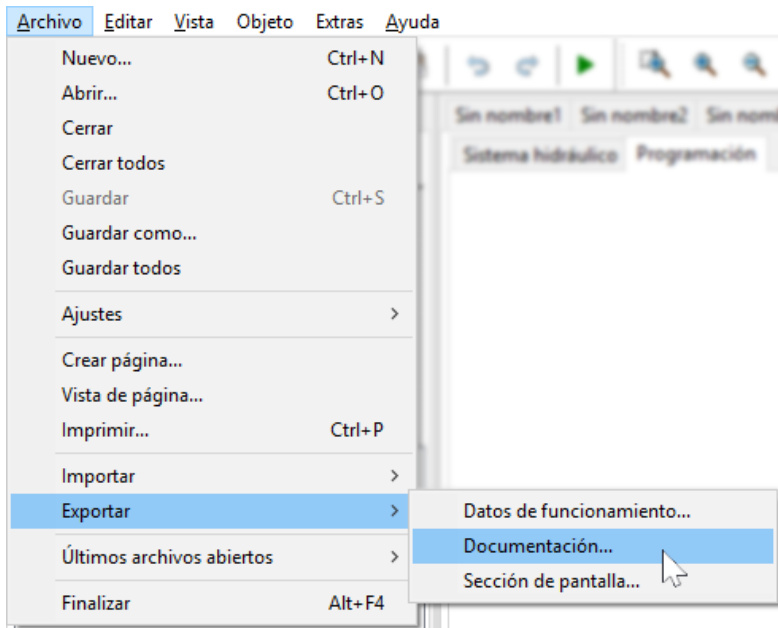 Archivo Editar Vista Objeto Extras Ayuda
Nuevo... Ctrl+N
Abrir... Ctrl+O
Cerrar
Cerrar todos
Guardar Ctrl+S
Guardar como...
Guardar todos
Ajustes >
Crear página...
Vista de página...
Imprimir... Ctrl+P
Importar >
Exportar >
Últimos archivos abiertos >
Finalizar Alt+F4
Sin nombre1 Sin nombre2 Sin nom
Sistema hidráulico Programación
Datos de funcionamiento...
Documentación...
Sección de pantalla...